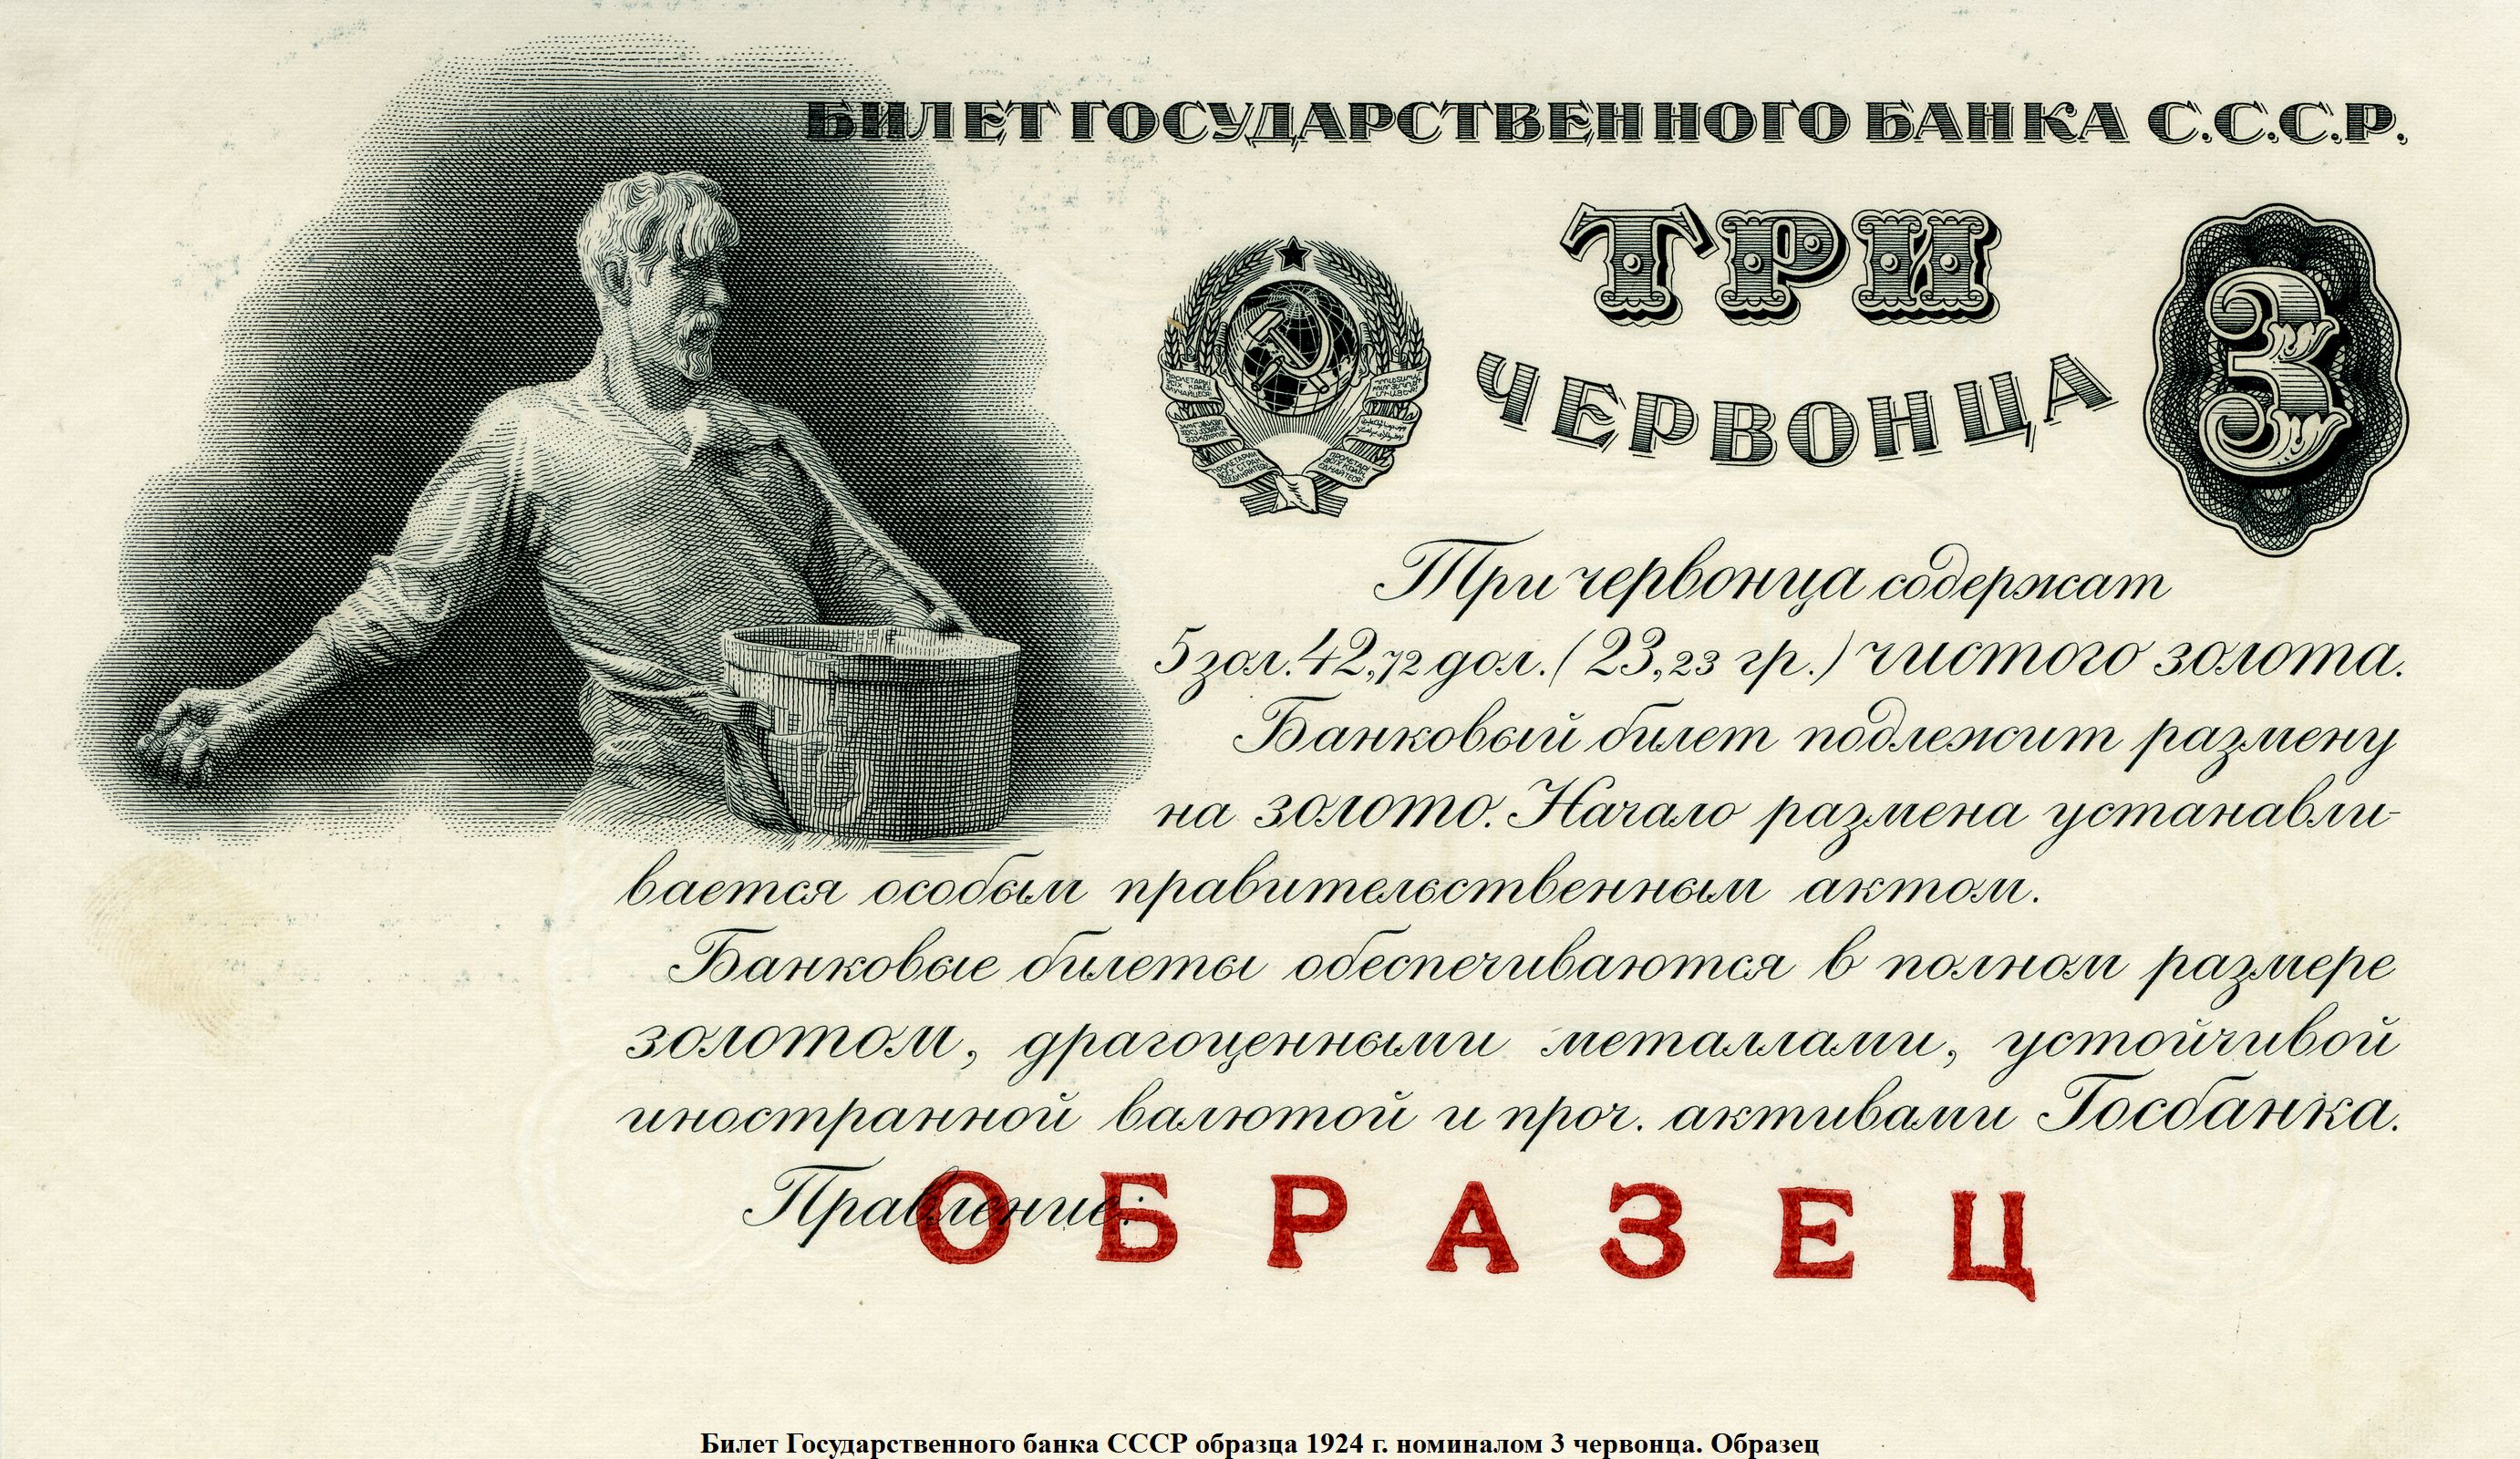 БИЛЕТ ГОСУДАРСТВЕННОГО БАНКА С.С.С.Р.
ТРИ
ЧЕРВОНЦА
3
Три червонца содержат
5 зол. 42,72 дол. (23,23 гр.) чистого золота.
Банковый билет подлежит размену
на золото. Начало размена устанавли-
вается особым правительственным актом.
Банковые билеты обеспечиваются в полном размере
золотом, драгоценными металлами, устойчивой
иностранной валютой и проч. активами Госбанка.
Правление:
ОБРАЗЕЦ
Билет Государственного банка СССР образца 1924 г. номиналом 3 червонца. Образец